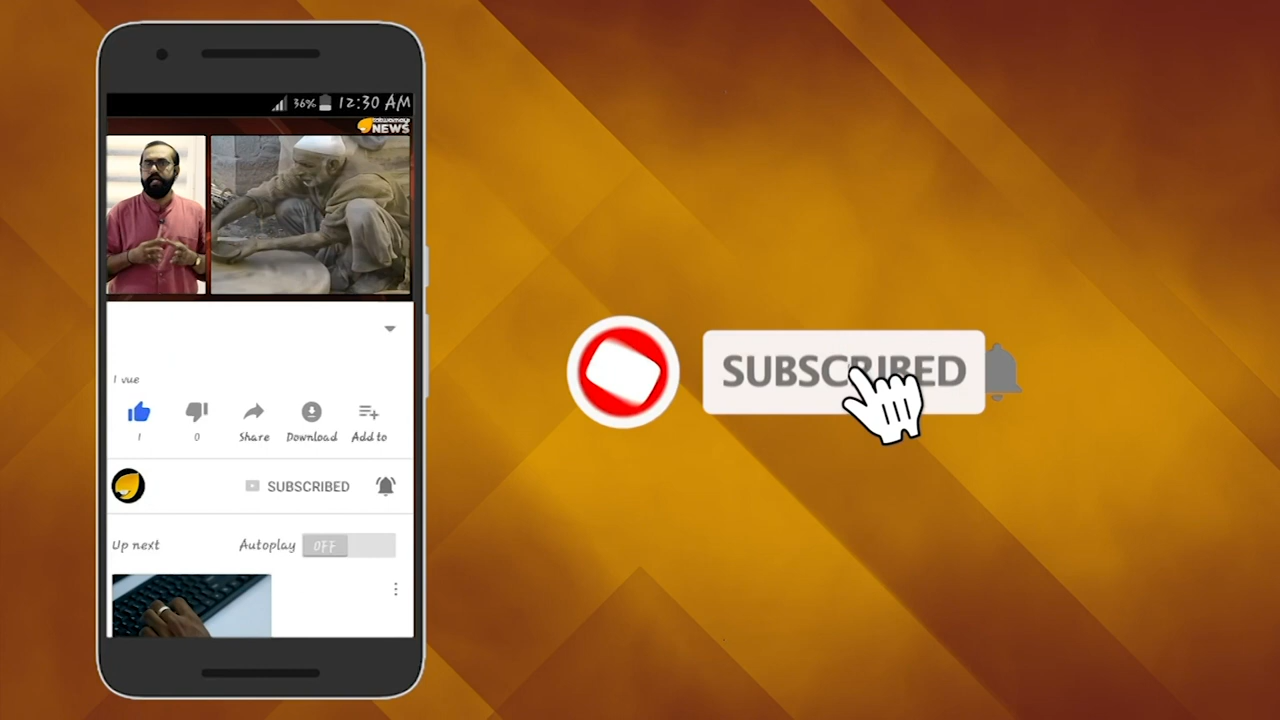 36% 12:30 AM
tatwamayi
NEWS
1 vue
1
0
Share
Download
Add to
SUBSCRIBED
Up next
Autoplay
OFF
SUBSCRIBED